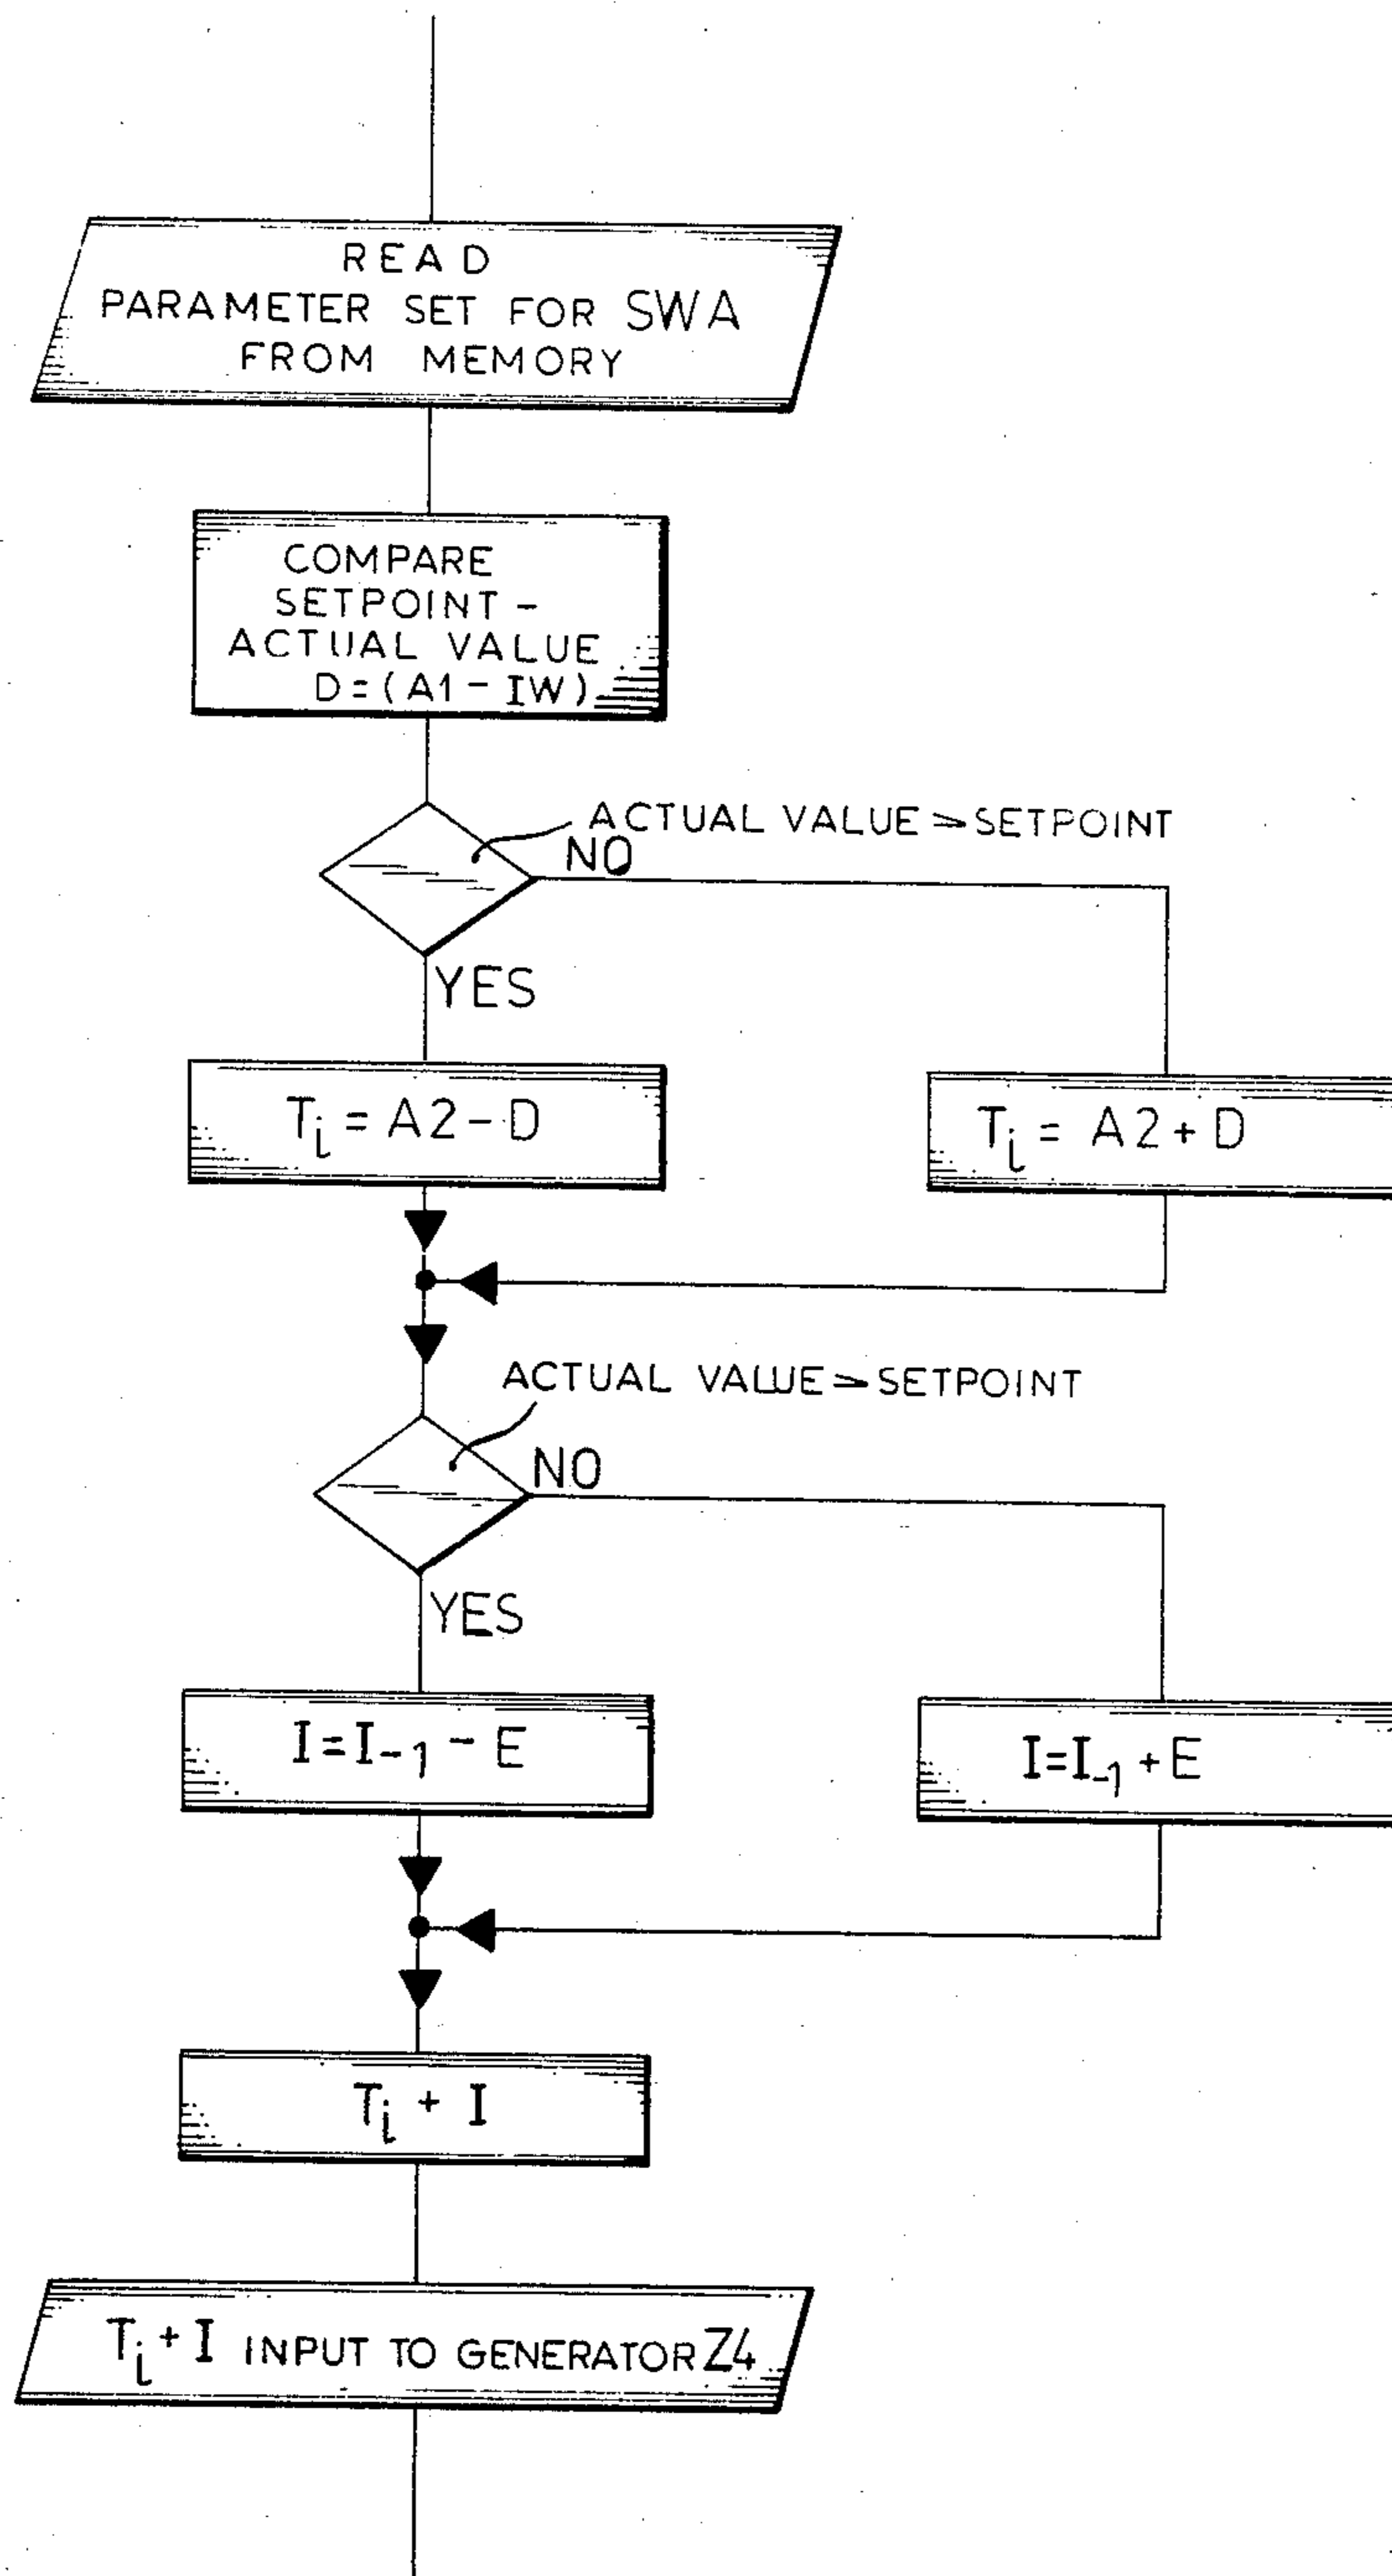 READ
PARAMETER SET FOR SWA
FROM MEMORY
COMPARE
SETPOINT -
ACTUAL VALUE
D=(A1-IW)
ACTUAL VALUE > SETPOINT
NO
YES
Ti = A2 - D
Ti = A2 + D
ACTUAL VALUE > SETPOINT
NO
YES
I=I-1 - E
I=I-1 + E
Ti + I
Ti + I INPUT TO GENERATOR Z4